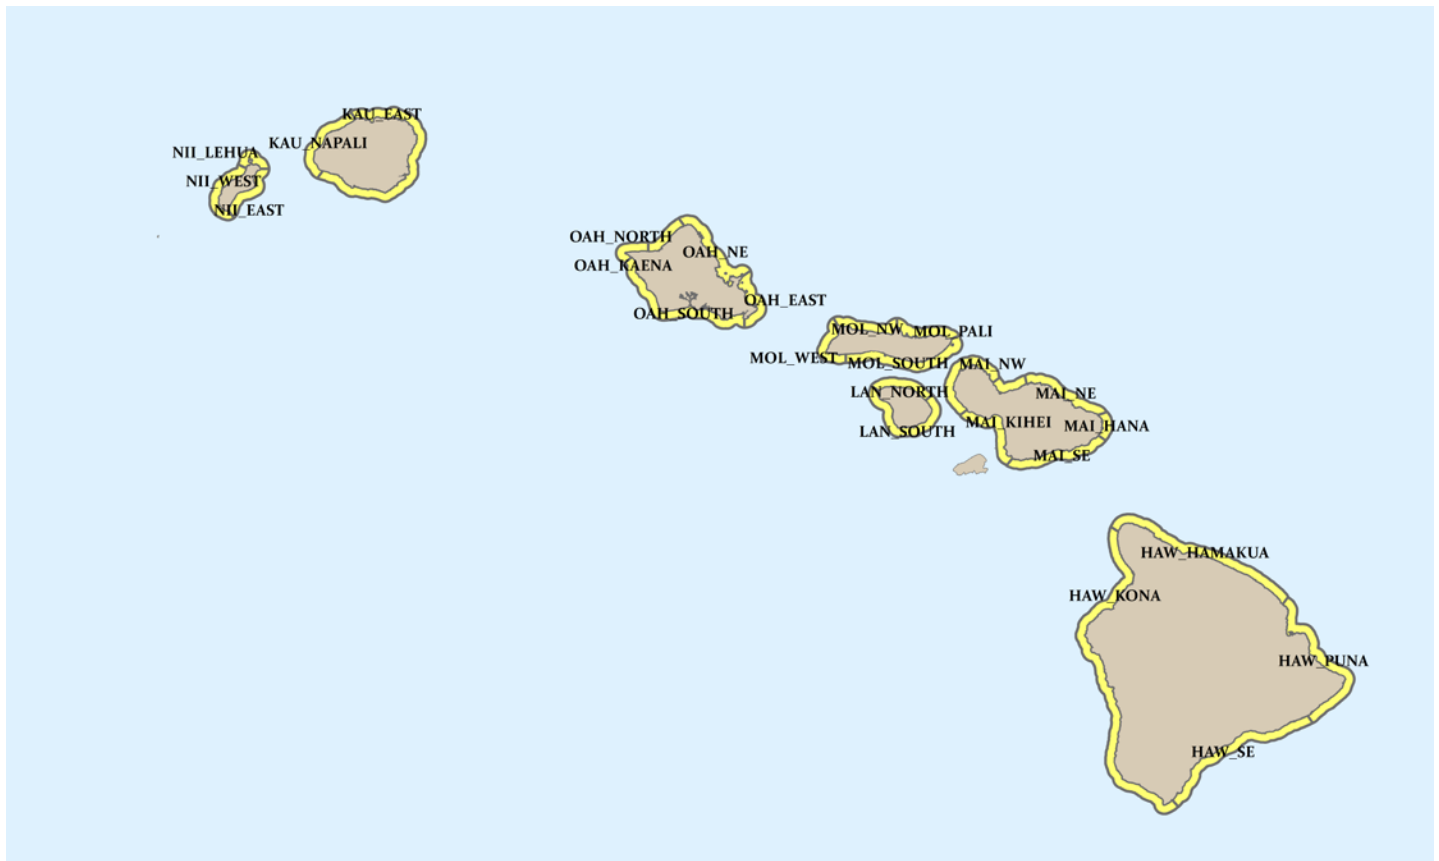 KAU_EAST
KAU_NAPALI
NII_LEHUA
NII_WEST
NII_EAST
OAH_NORTH
OAH_NE
OAH_KAENA
OAH_EAST
OAH_SOUTH
MOL_NW
MOL_PALI
MOL_WEST
MOL_SOUTH
MAI_NW
LAN_NORTH
MAI_NE
MAI_KIHEI
MAI_HANA
LAN_SOUTH
MAI_SE
HAW_HAMAKUA
HAW_KONA
HAW_PUNA
HAW_SE